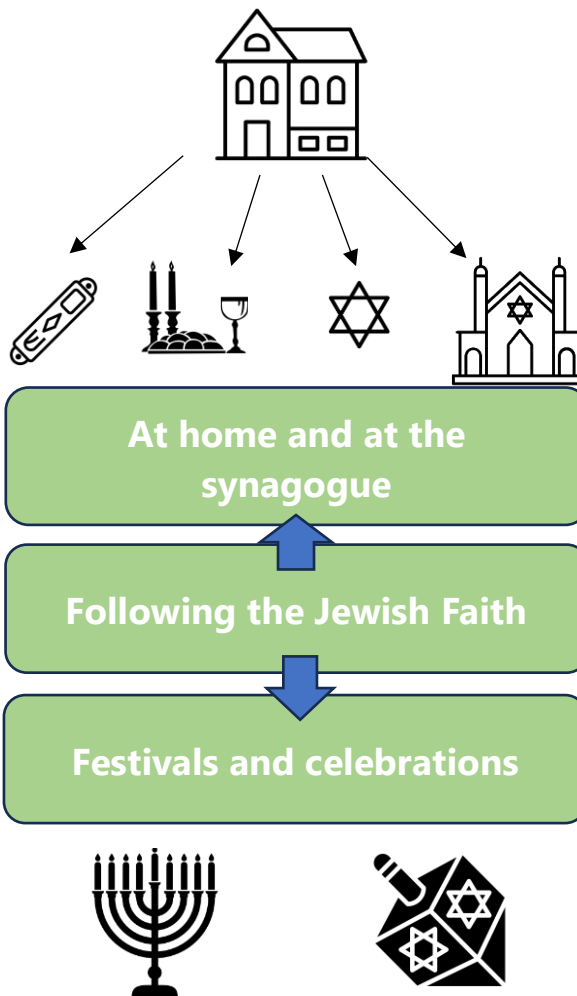 At home and at the
synagogue
Following the Jewish Faith
Festivals and celebrations